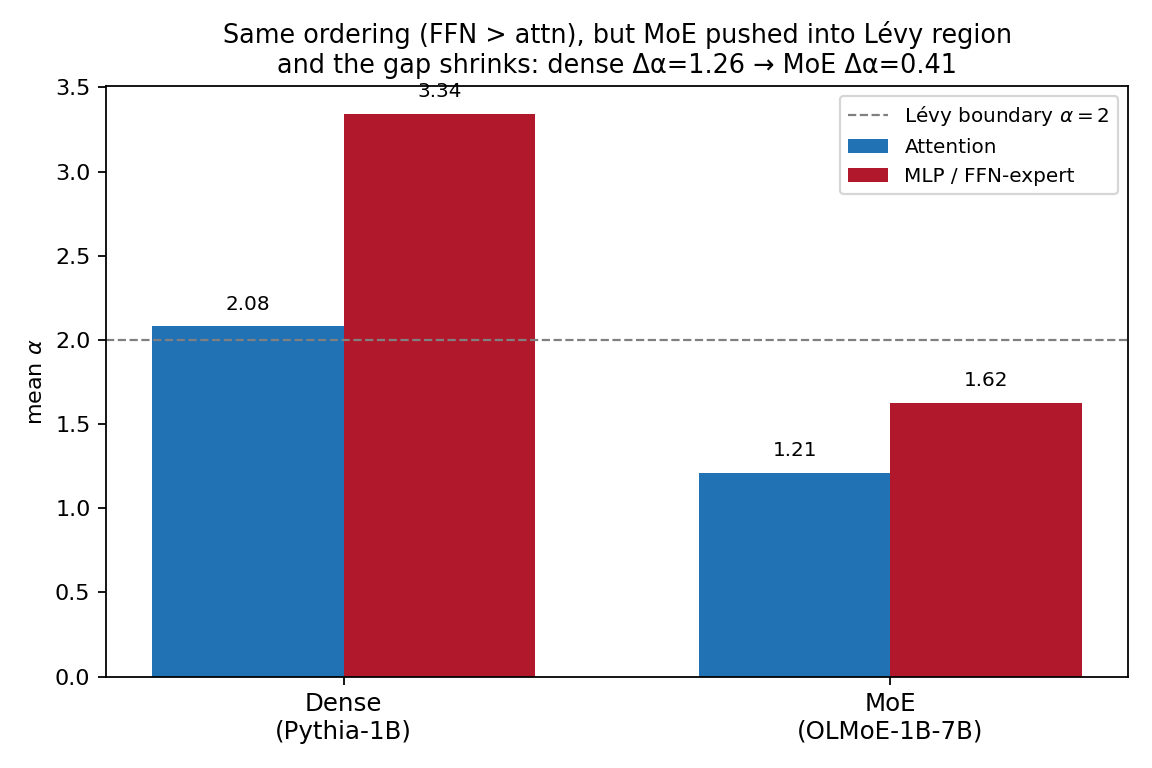 Same ordering (FFN > attn), but MoE pushed into Lévy region
and the gap shrinks: dense Δα=1.26 → MoE Δα=0.41
3.5
3.0
2.5
2.0
1.5
1.0
0.5
0.0
mean α
Lévy boundary α = 2
Attention
MLP / FFN-expert
2.08
3.34
1.21
1.62
Dense
(Pythia-1B)
MoE
(OLMoE-1B-7B)